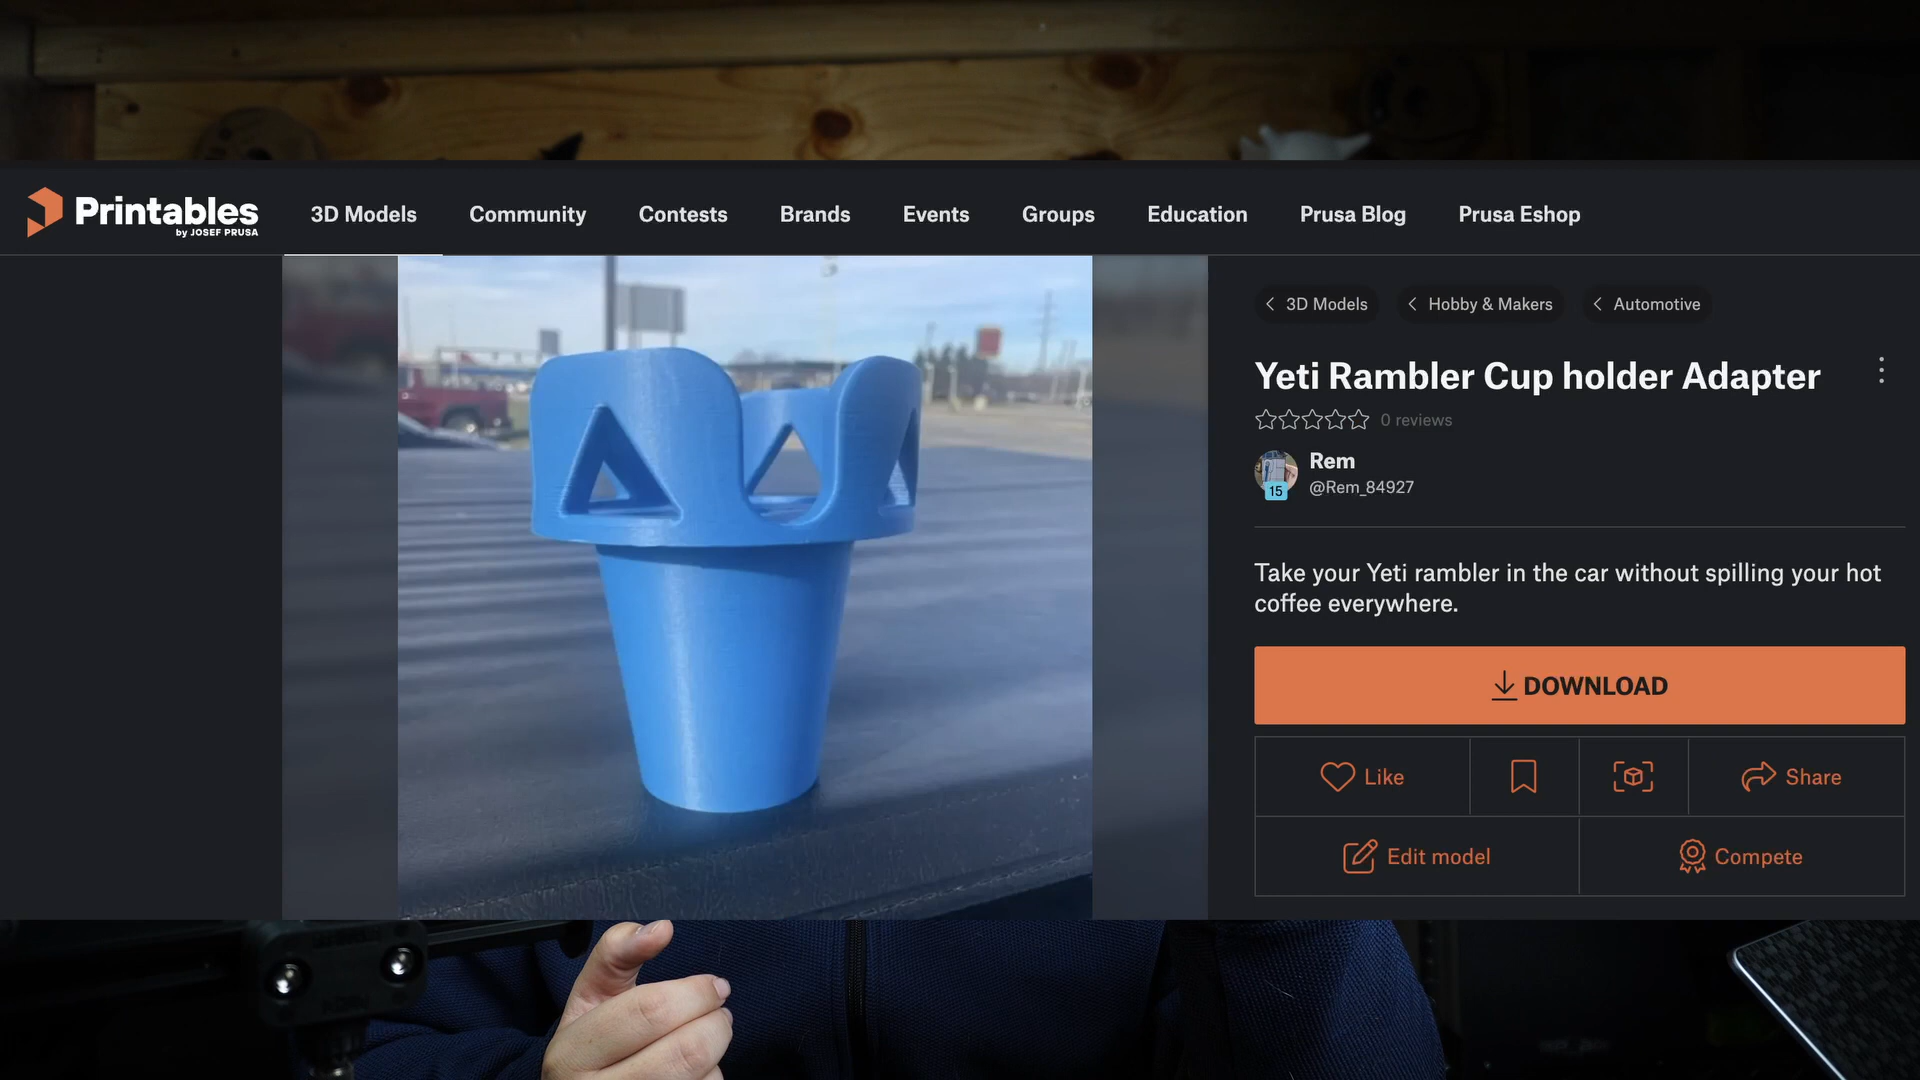 Printables
by JOSEF PRUSA
3D Models
Community
Contests
Brands
Events
Groups
Education
Prusa Blog
Prusa Eshop
3D Models
Hobby & Makers
Automotive
Yeti Rambler Cup holder Adapter
0 reviews
Rem
15
@Rem_84927
Take your Yeti rambler in the car without spilling your hot
coffee everywhere.
DOWNLOAD
Like
Share
Edit model
Compete